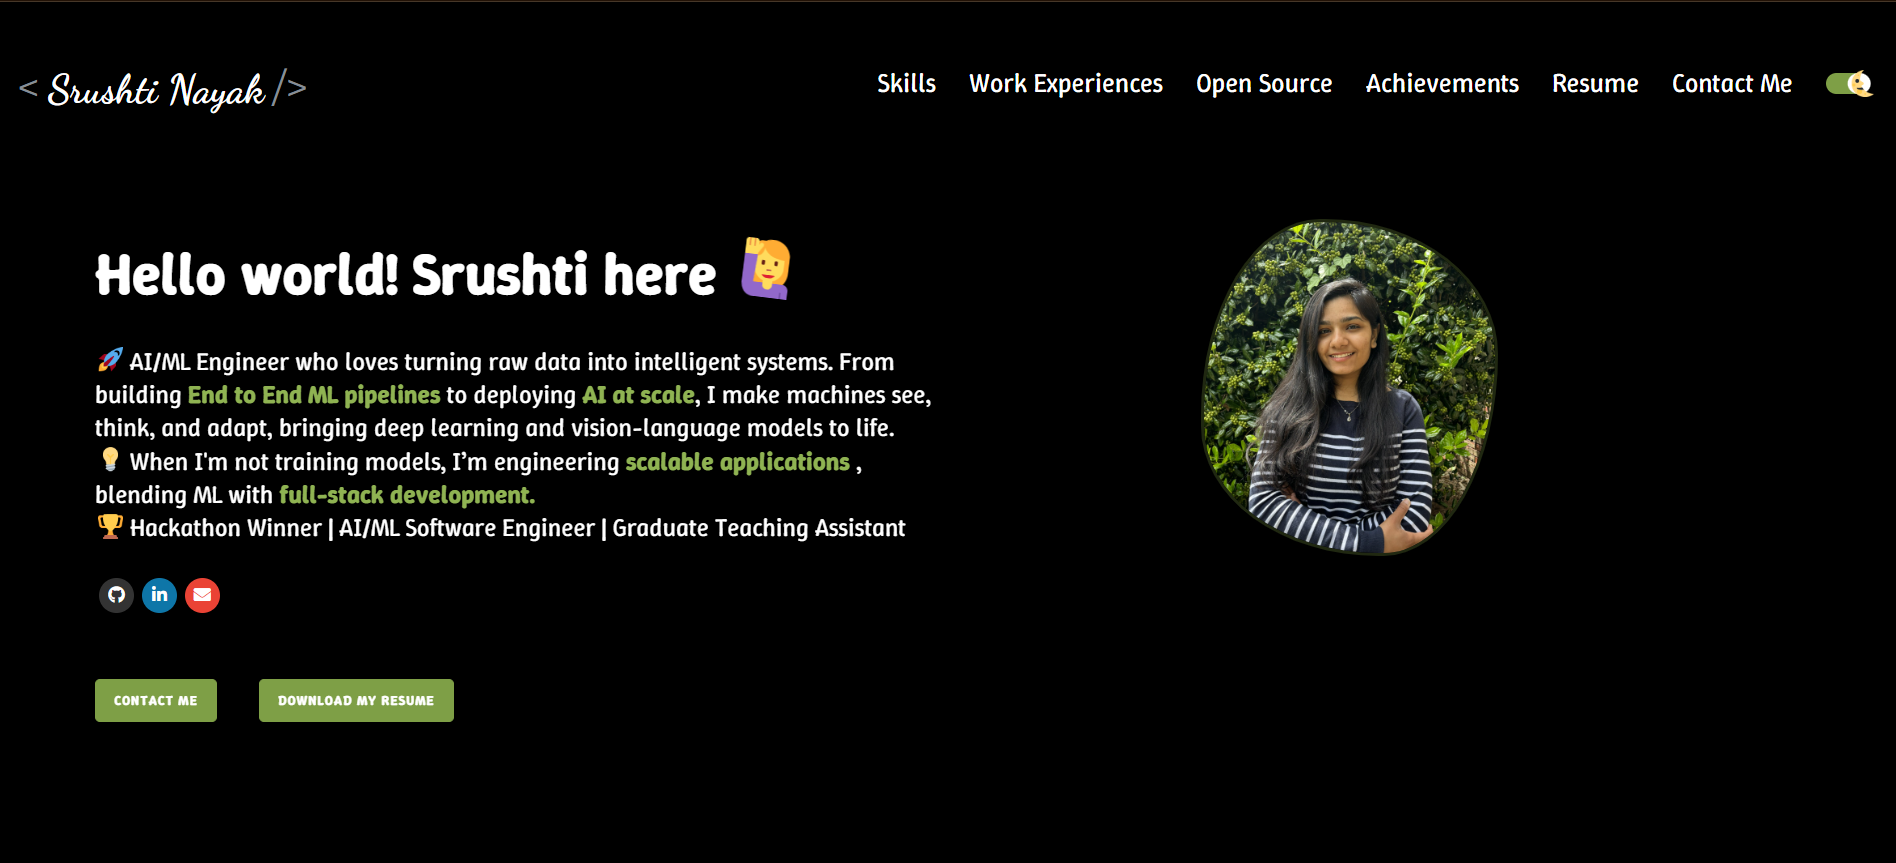 < Srushti Nayak />
Skills
Work Experiences
Open Source
Achievements
Resume
Contact Me
Hello world! Srushti here 🙋‍♀️
🚀 AI/ML Engineer who loves turning raw data into intelligent systems. From
building End to End ML pipelines to deploying AI at scale, I make machines see,
think, and adapt, bringing deep learning and vision-language models to life.
💡 When I'm not training models, I’m engineering scalable applications ,
blending ML with full-stack development.
🏆 Hackathon Winner | AI/ML Software Engineer | Graduate Teaching Assistant
in
CONTACT ME
DOWNLOAD MY RESUME